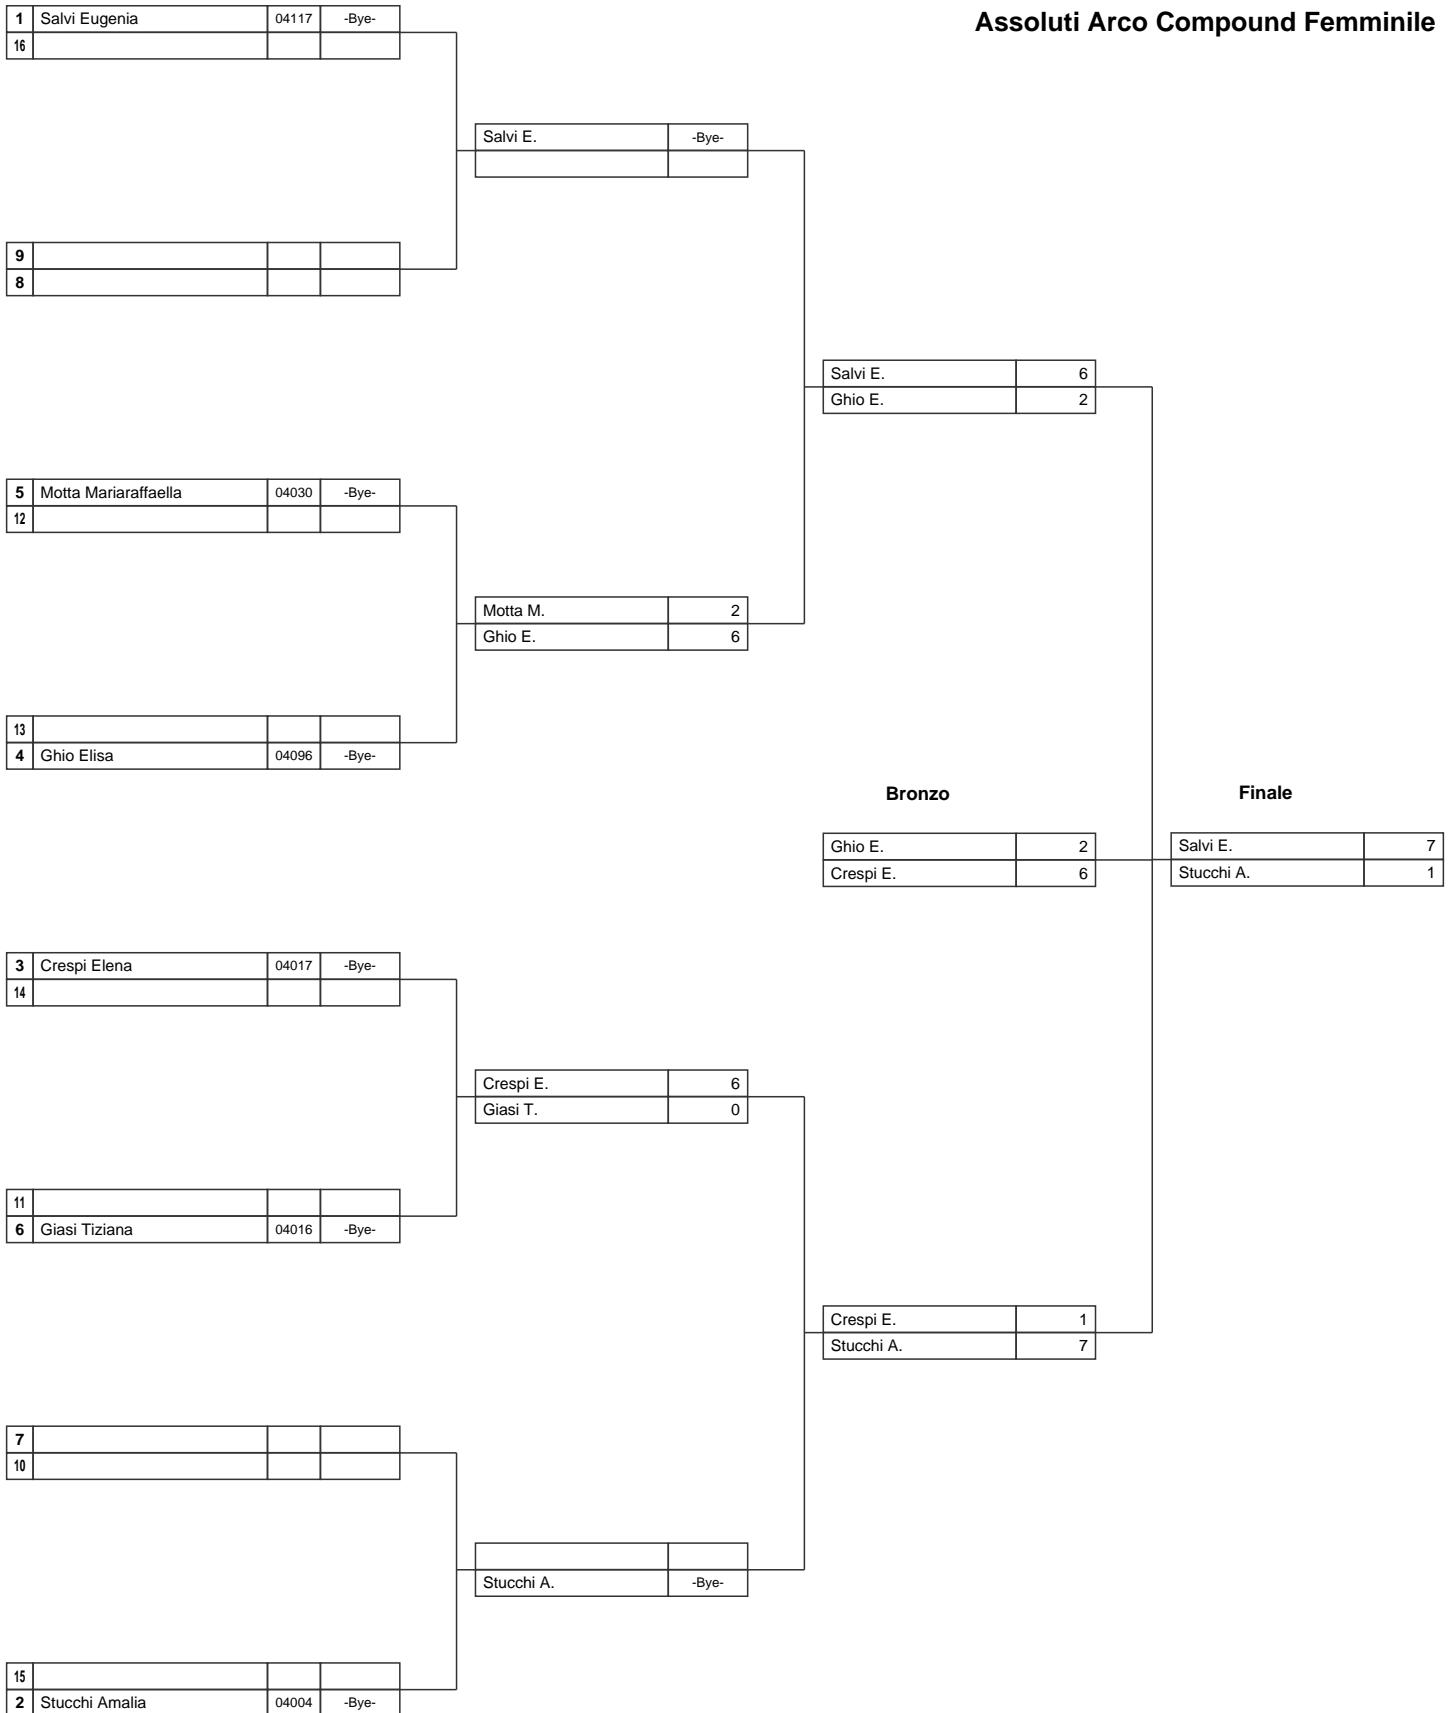 Assoluti Arco Compound Femminile
1 Salvi Eugenia 04117 -Bye-
16
Salvi E. -Bye-
9
8
Salvi E. 6
Ghio E. 2
5 Motta Mariaraffaella 04030 -Bye-
12
Motta M. 2
Ghio E. 6
13
4 Ghio Elisa 04096 -Bye-
Bronzo Finale
Ghio E. 2 Salvi E. 7
Crespi E. 6 Stucchi A. 1
3 Crespi Elena 04017 -Bye-
14
Crespi E. 6
Giasi T. 0
11
6 Giasi Tiziana 04016 -Bye-
Crespi E. 1
Stucchi A. 7
7
10
Stucchi A. -Bye-
15
2 Stucchi Amalia 04004 -Bye-